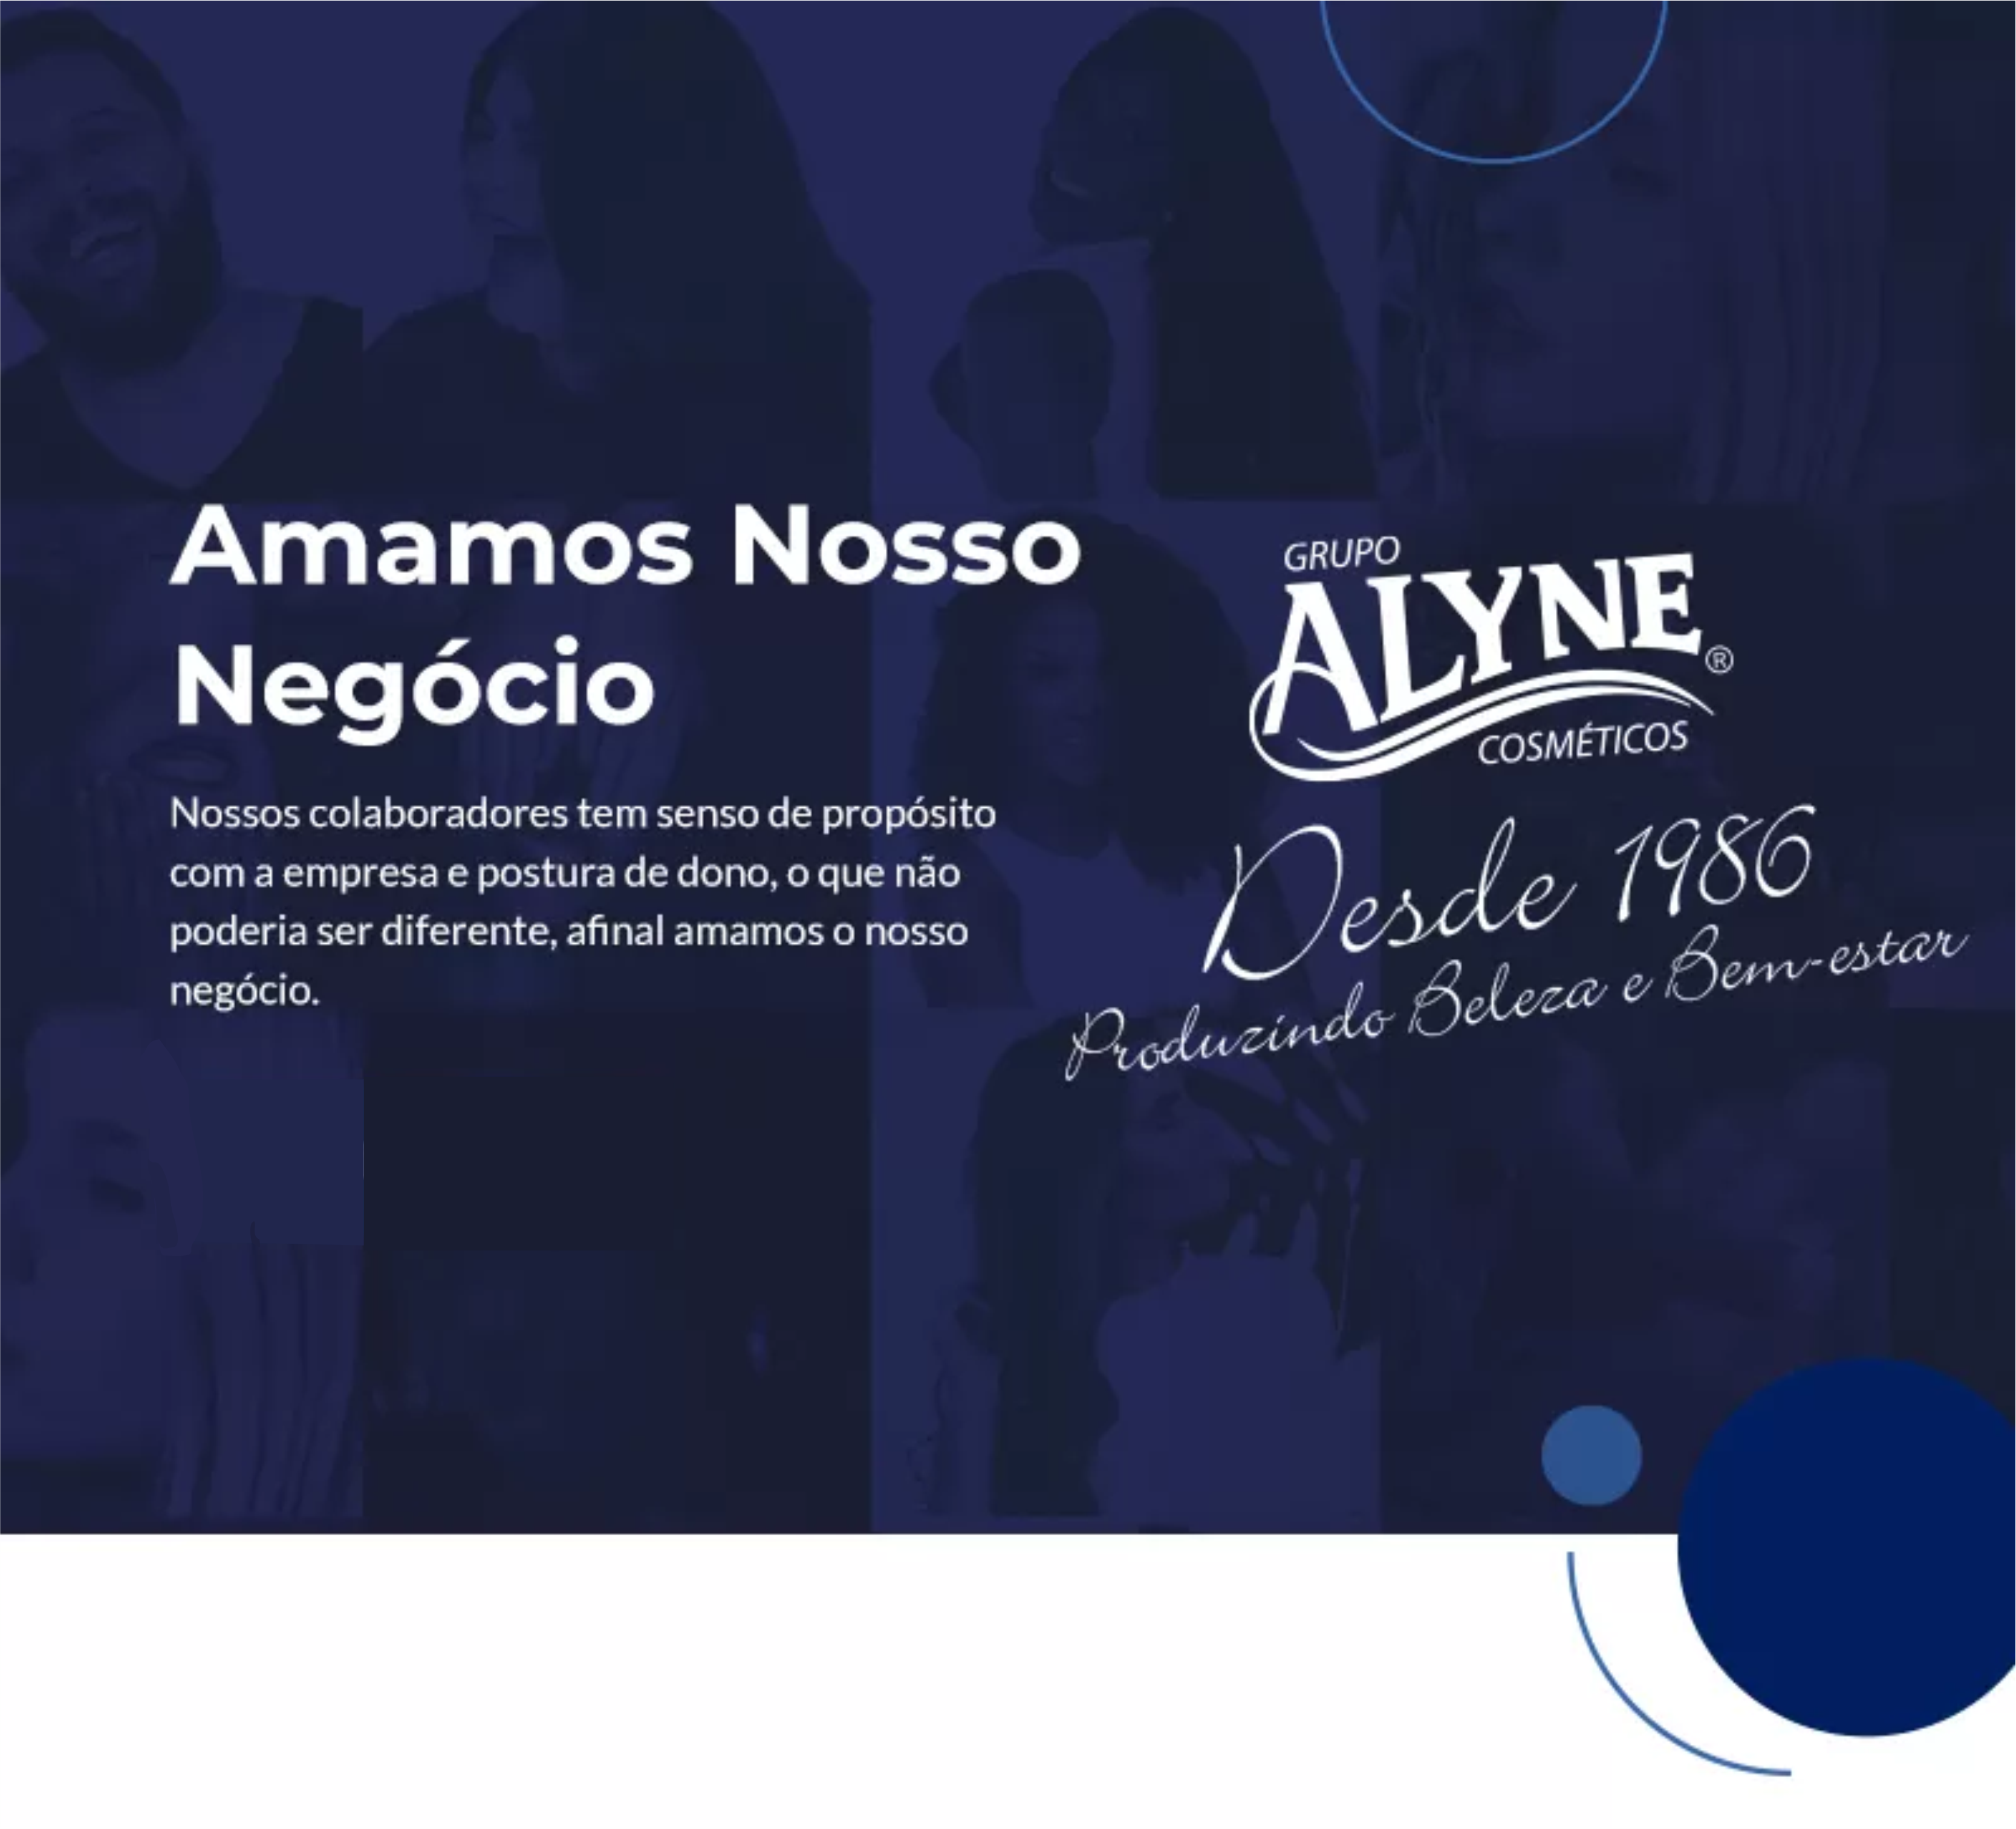 Amamos Nosso
Negócio
Nossos colaboradores tem senso de propósito
com a empresa e postura de dono, o que não
poderia ser diferente, afinal amamos o nosso
negócio.
GRUPO
ALYNE®
COSMÉTICOS
Desde 1986
Produzindo Beleza e Bem-estar